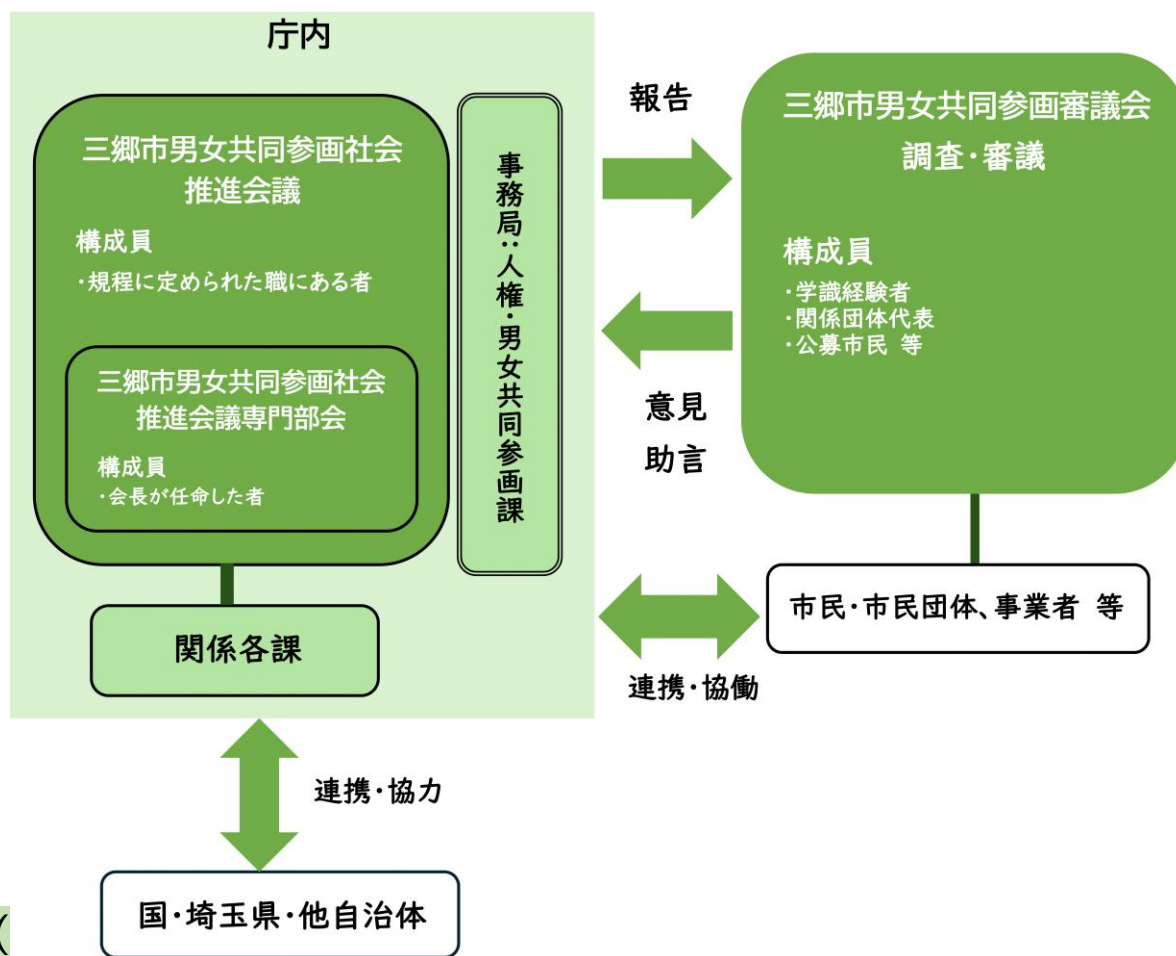 庁内
三郷市男女共同参画社会
推進会議
構成員
・規程に定められた職にある者
三郷市男女共同参画社会
推進会議専門部会
構成員
・会長が任命した者
事務局：人権・男女共同参画課
関係各課
報告
意見
助言
三郷市男女共同参画審議会
調査・審議
構成員
・学識経験者
・関係団体代表
・公募市民 等
市民・市民団体、事業者 等
連携・協働
連携・協力
国・埼玉県・他自治体
(